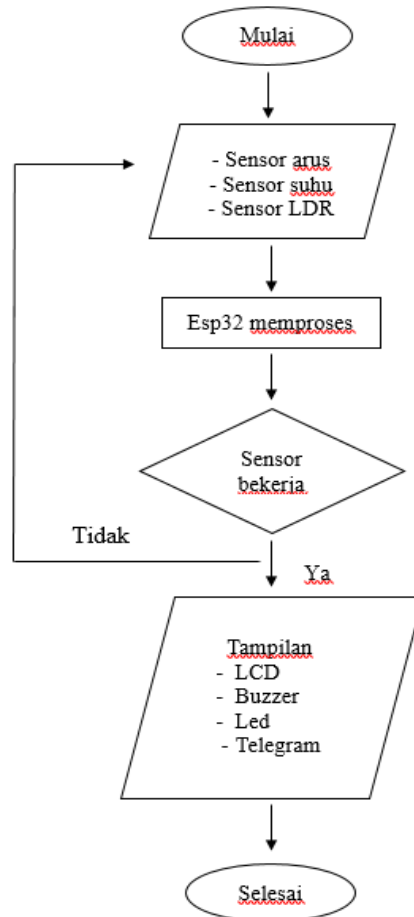 Mulai
- Sensor arus
- Sensor suhu
- Sensor LDR
Esp32 memproses
Sensor
bekerja
Tidak
Ya
Tampilan
- LCD
- Buzzer
- Led
- Telegram
Selesai